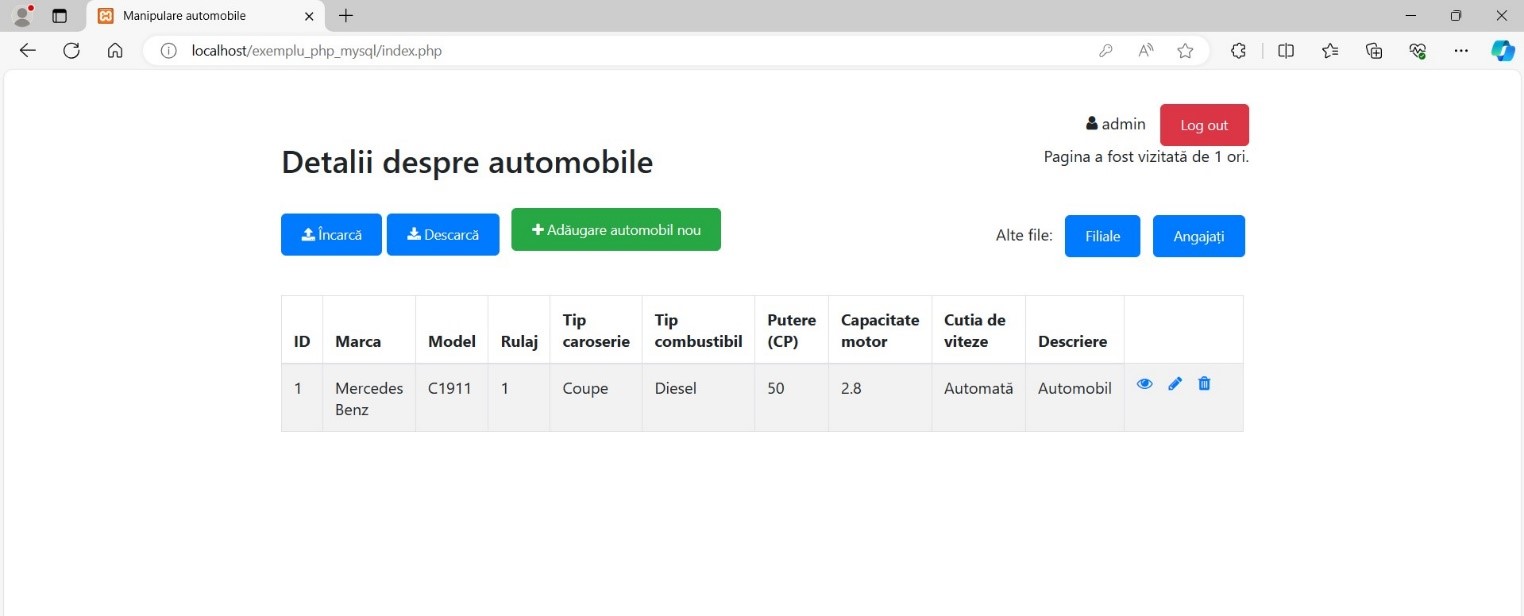 Manipulare automobile
localhost/exemplu_php_mysql/index.php
admin
Log out
Pagina a fost vizitată de 1 ori.
Detalii despre automobile
Încarcă
Descarcă
Adăugare automobil nou
Alte file:
Filiale
Angajați
ID
Marca
Model
Rulaj
Tip
caroserie
Tip
combustibil
Putere
(CP)
Capacitate
motor
Cutia de
viteze
Descriere
1
Mercedes
Benz
C1911
1
Coupe
Diesel
50
2.8
Automată
Automobil